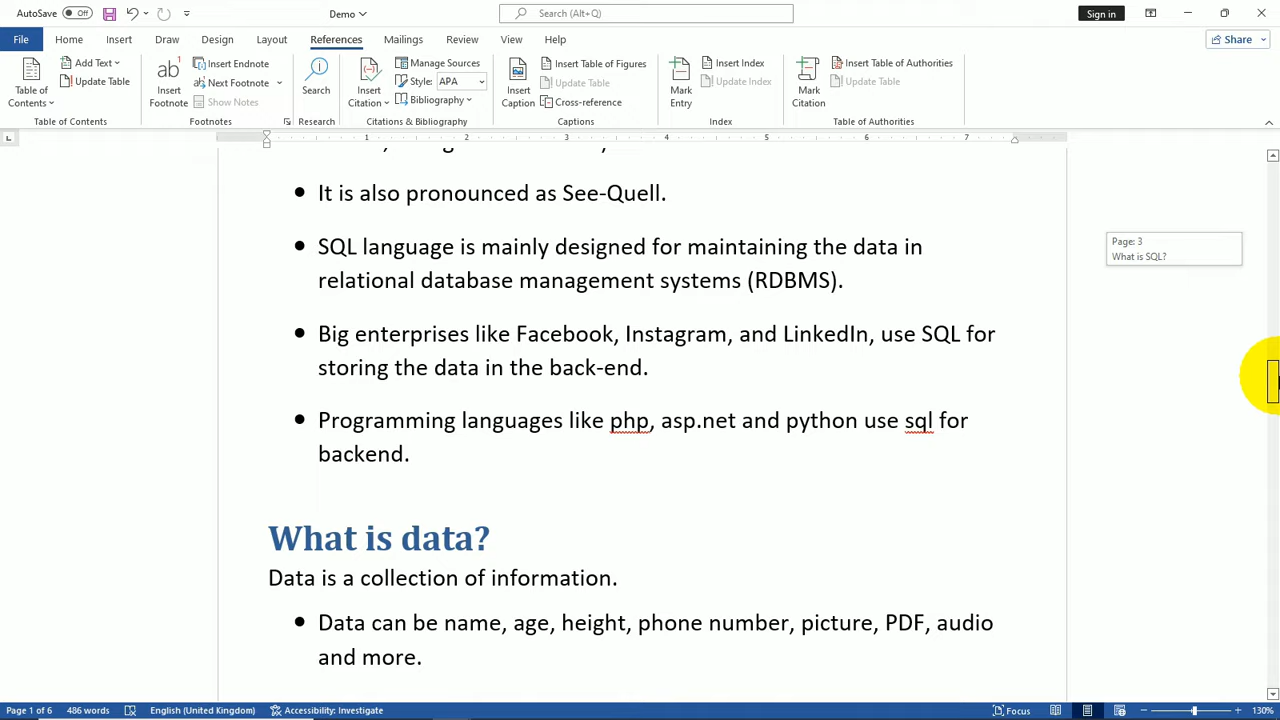 AutoSave Off Demo Search (Alt+Q) Sign in
File Home Insert Draw Design Layout References Mailings Review View Help Share
Table of Contents Add Text Update Table Table of Contents
ab1 Insert Footnote Insert Endnote Next Footnote Show Notes Footnotes
Search Research
Insert Citation Manage Sources Style: APA Bibliography Citations & Bibliography
Insert Caption Insert Table of Figures Update Table Cross-reference Captions
Mark Entry Insert Index Update Index Index
Mark Citation Insert Table of Authorities Update Table Table of Authorities
1 2 3 4 5 6 7
It is also pronounced as See-Quell.
SQL language is mainly designed for maintaining the data in
relational database management systems (RDBMS).
Page: 3
What is SQL?
Big enterprises like Facebook, Instagram, and LinkedIn, use SQL for
storing the data in the back-end.
Programming languages like php, asp.net and python use sql for
backend.
What is data?
Data is a collection of information.
Data can be name, age, height, phone number, picture, PDF, audio
and more.
Page 1 of 6 486 words English (United Kingdom) Accessibility: Investigate Focus 130%